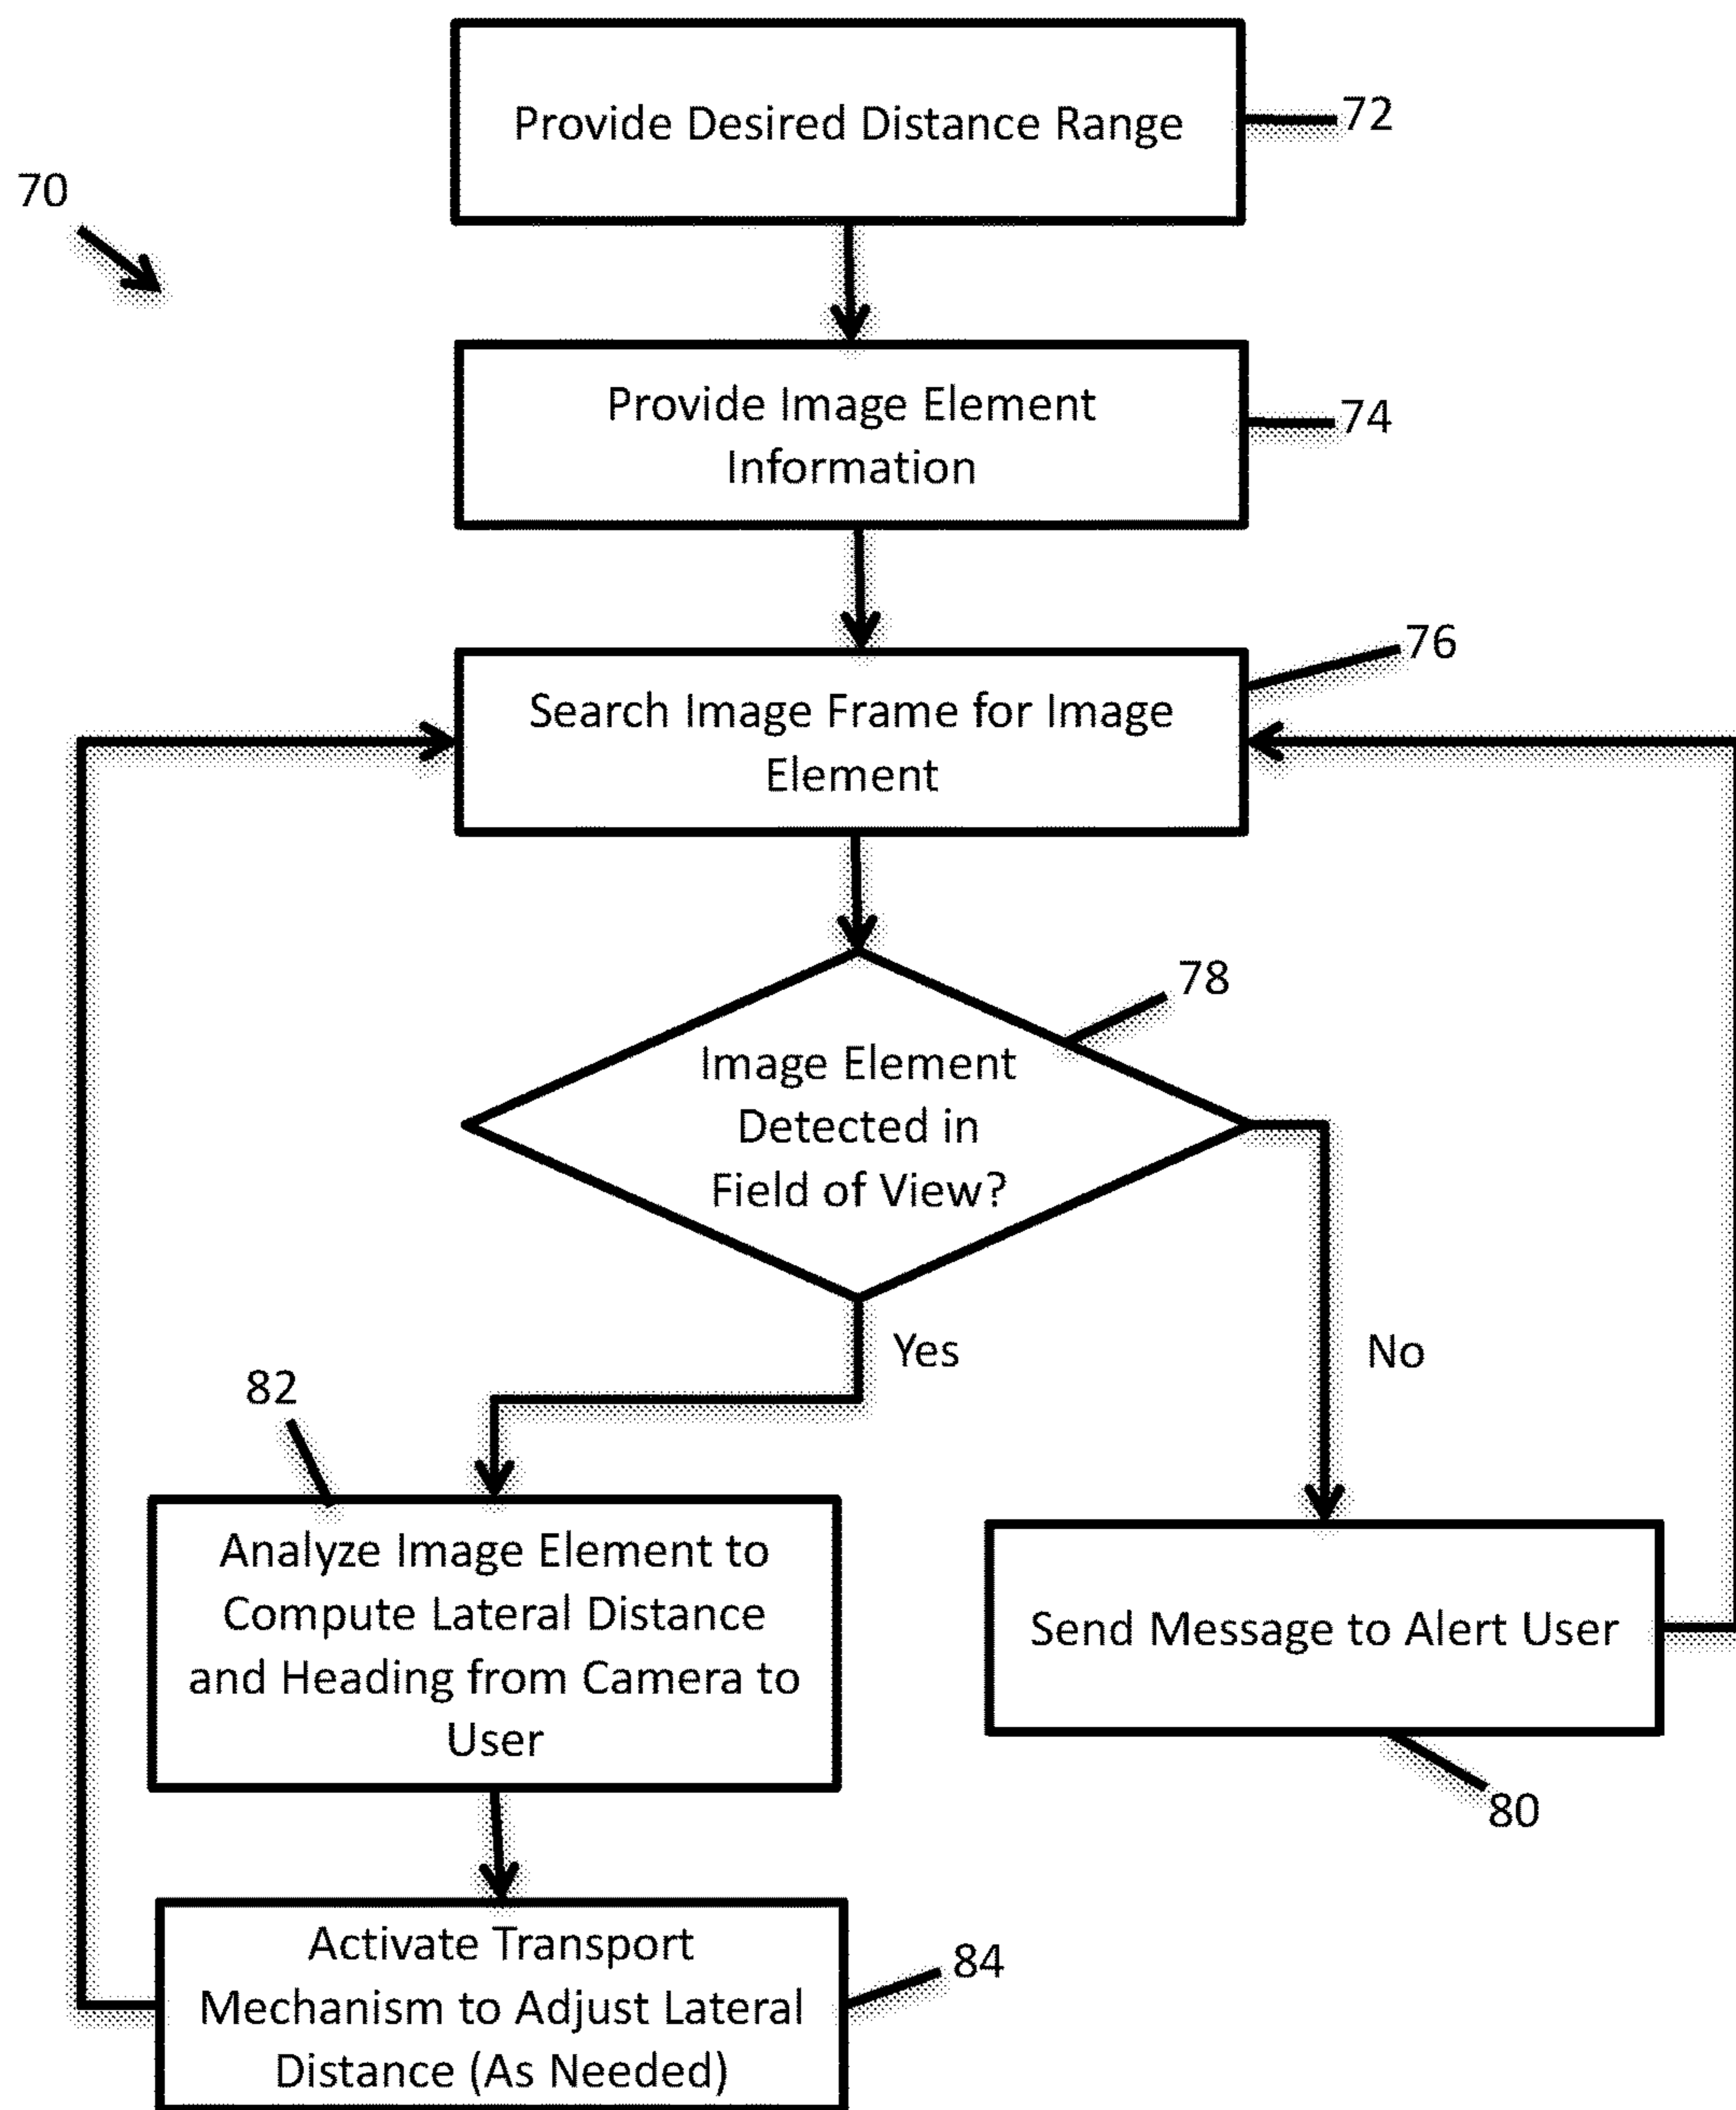 Provide Desired Distance Range
72
70
Provide Image Element
Information
74
76
Search Image Frame for Image
Element
78
Image Element
Detected in
Field of View?
Yes
No
82
Analyze Image Element to
Compute Lateral Distance
and Heading from Camera to
User
Send Message to Alert User
80
Activate Transport
Mechanism to Adjust Lateral
Distance (As Needed)
84